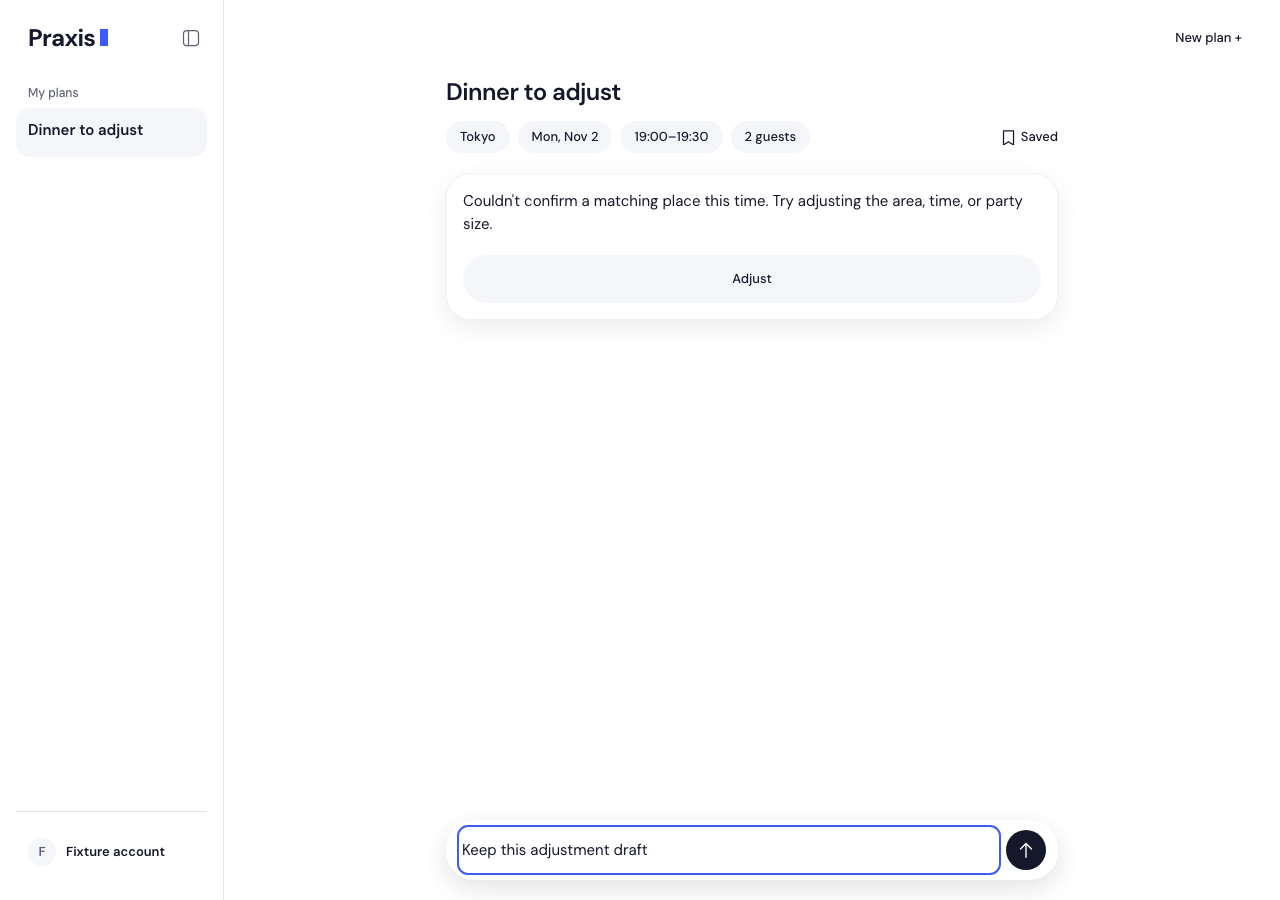 Praxis
New plan +
My plans
Dinner to adjust
Dinner to adjust
Tokyo
Mon, Nov 2
19:00–19:30
2 guests
Saved
Couldn't confirm a matching place this time. Try adjusting the area, time, or party
size.
Adjust
Keep this adjustment draft
F
Fixture account